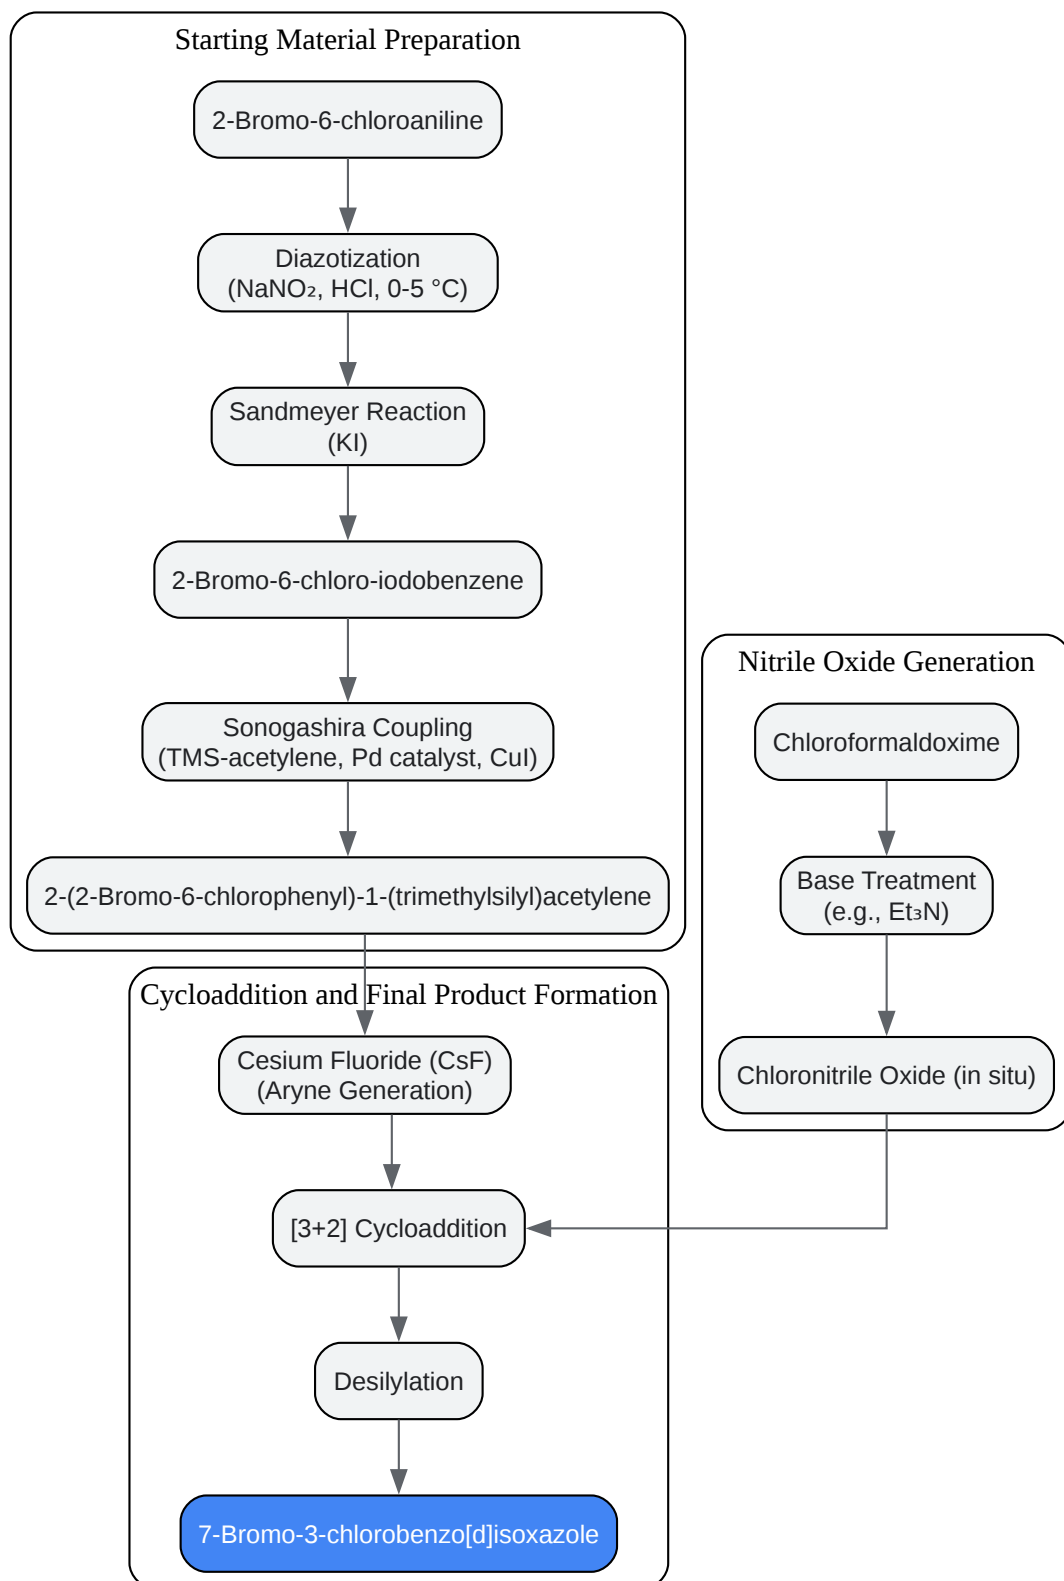 Starting Material Preparation
2-Bromo-6-chloroaniline
Diazotization
(NaNO₂, HCl, 0-5 °C)
Sandmeyer Reaction
(KI)
2-Bromo-6-chloro-iodobenzene
Sonogashira Coupling
(TMS-acetylene, Pd catalyst, CuI)
2-(2-Bromo-6-chlorophenyl)-1-(trimethylsilyl)acetylene
Nitrile Oxide Generation
Chloroformaldoxime
Base Treatment
(e.g., Et₃N)
Chloronitrile Oxide (in situ)
Cycloaddition and Final Product Formation
Cesium Fluoride (CsF)
(Aryne Generation)
[3+2] Cycloaddition
Desilylation
7-Bromo-3-chlorobenzo[d]isoxazole